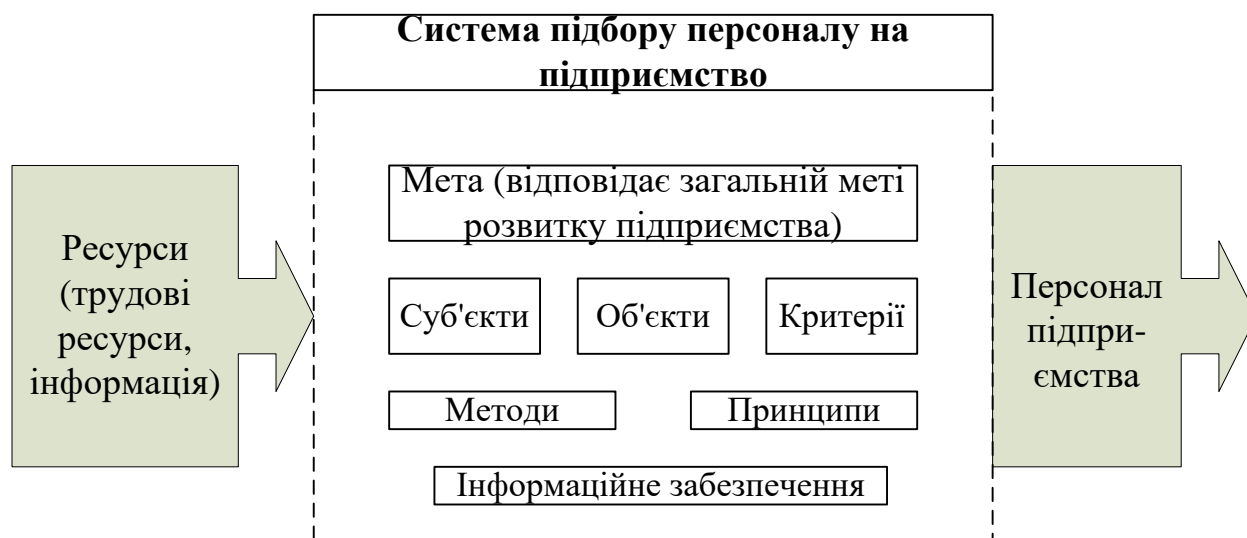 Система підбору персоналу на
підприємство
Мета (відповідає загальній меті
розвитку підприємства)
Ресурси
(трудові
ресурси,
інформація)
Суб'єкти
Об'єкти
Критерії
Персонал
підпри-
ємства
Методи
Принципи
Інформаційне забезпечення